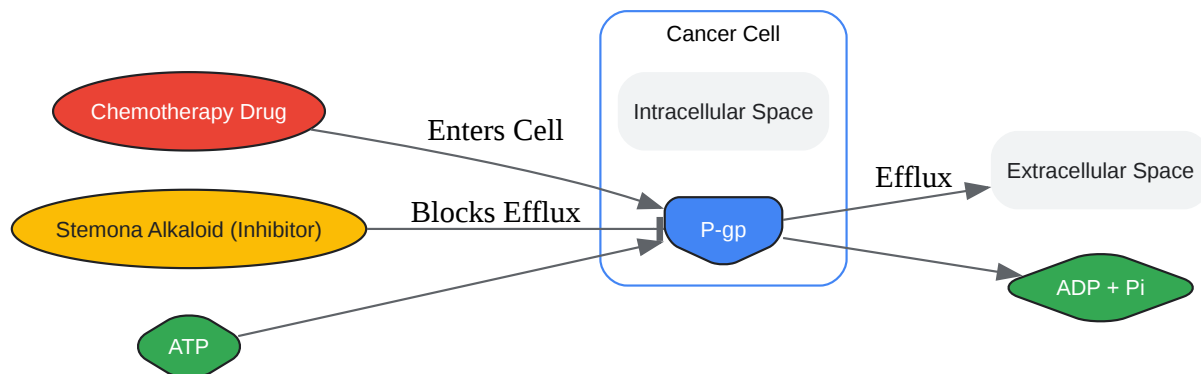 Cancer Cell
Chemotherapy Drug
Intracellular Space
Enters Cell
Extracellular Space
Efflux
Stemona Alkaloid (Inhibitor)
Blocks Efflux
P-gp
ADP + Pi
ATP